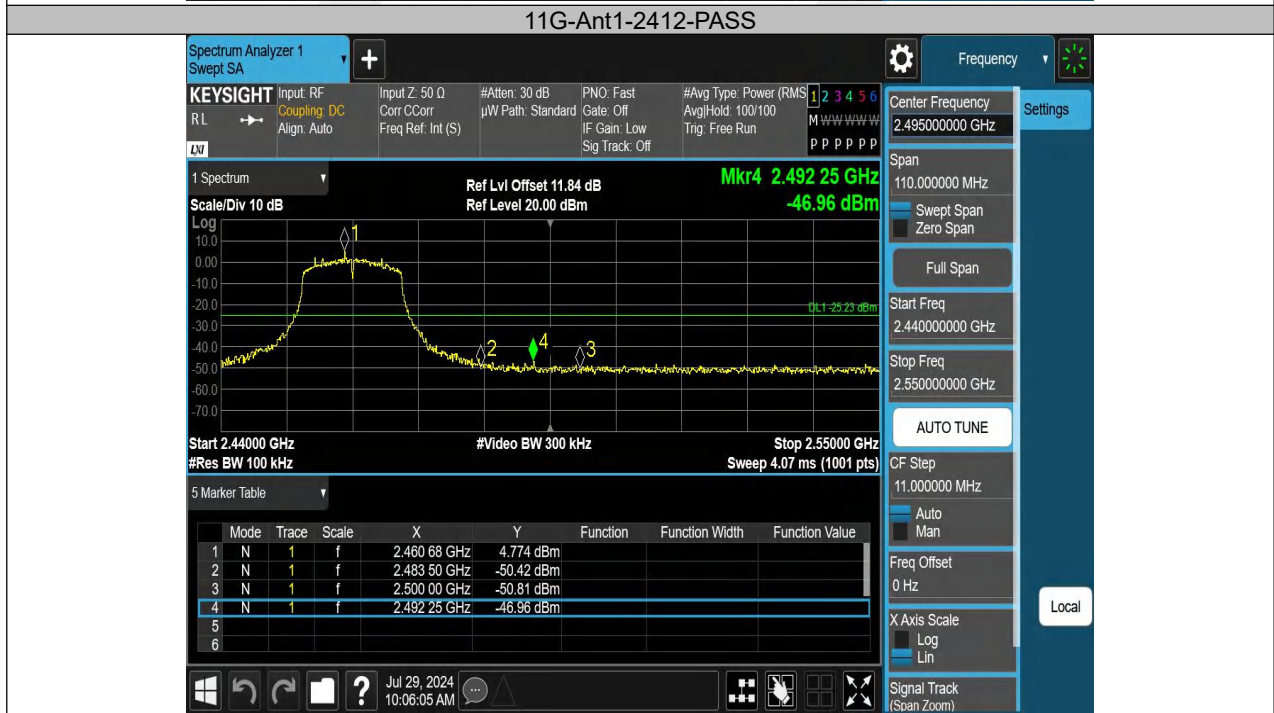 11G-Ant1-2412-PASS
Spectrum Analyzer 1
Swept SA
+
Frequency
KEYSIGHT
RL
LXI
Input: RF
Coupling: DC
Align: Auto
Input Z: 50 Ω
Corr CCorr
Freq Ref: Int (S)
#Atten: 30 dB
µW Path: Standard
PNO: Fast
Gate: Off
IF Gain: Low
Sig Track: Off
#Avg Type: Power (RMS
Avg|Hold: 100/100
Trig: Free Run
1 2 3 4 5 6
M W W W W W
P P P P P P
Center Frequency
2.495000000 GHz
Settings
Span
110.000000 MHz
Swept Span
Zero Span
Full Span
Start Freq
2.440000000 GHz
Stop Freq
2.550000000 GHz
AUTO TUNE
CF Step
11.000000 MHz
Auto
Man
Freq Offset
0 Hz
X Axis Scale
Log
Lin
Signal Track
(Span Zoom)
Local
1 Spectrum
Scale/Div 10 dB
Ref Lvl Offset 11.84 dB
Ref Level 20.00 dBm
Mkr4 2.492 25 GHz
-46.96 dBm
Log
10.0
0.00
-10.0
-20.0
-30.0
-40.0
-50.0
-60.0
-70.0
1
2
4
3
DL1 -25.23 dBm
Start 2.44000 GHz
#Video BW 300 kHz
Stop 2.55000 GHz
#Res BW 100 kHz
Sweep 4.07 ms (1001 pts)
5 Marker Table
Mode Trace Scale X Y Function Function Width Function Value
1 N 1 f 2.460 68 GHz 4.774 dBm
2 N 1 f 2.483 50 GHz -50.42 dBm
3 N 1 f 2.500 00 GHz -50.81 dBm
4 N 1 f 2.492 25 GHz -46.96 dBm
5
6
?
Jul 29, 2024
10:06:05 AM